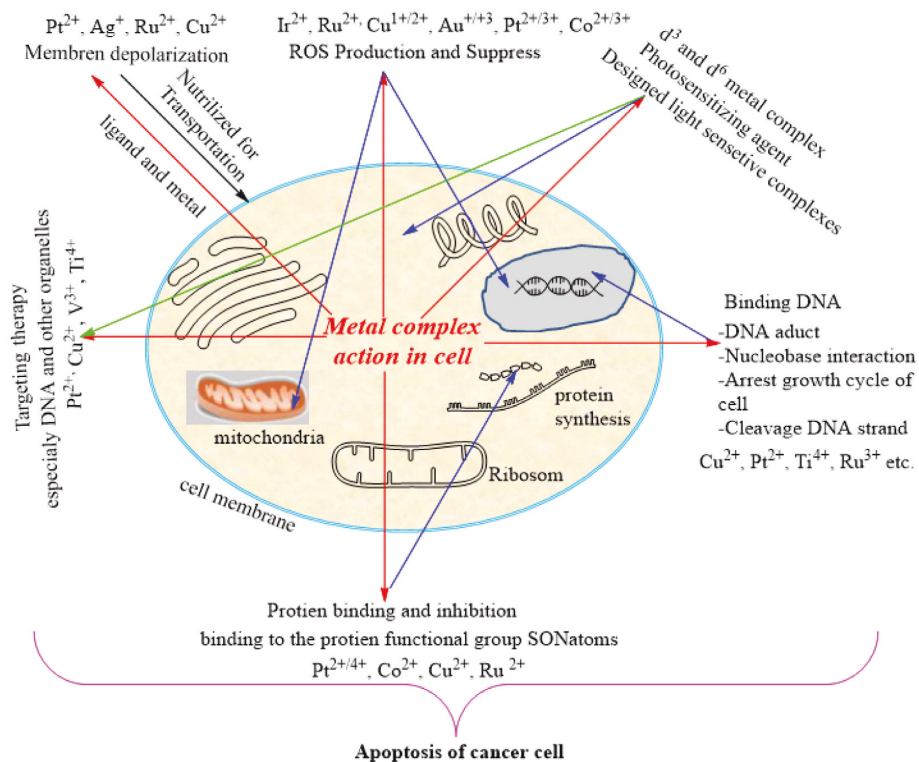 Pt²⁺, Ag⁺, Ru²⁺, Cu²⁺
Membren depolarization
Ir²⁺, Ru²⁺, Cu¹⁺/²⁺, Au⁺/⁺³, Pt²⁺/³⁺, Co²⁺/³⁺
ROS Production and Suppress
d³ and d⁶ metal complex
Photosensitizing agent
Designed light sensetive complexes
Nutrilized for
Transportation
ligand and metal
Targeting therapy
especialy DNA and other organelles
Pt²⁺, Cu²⁺, V³⁺, Ti⁴⁺
Metal complex
action in cell
mitochondria
protein
synthesis
Ribosom
cell membrane
Binding DNA
-DNA aduct
-Nucleobase interaction
-Arrest growth cycle of
cell
-Cleavage DNA strand
Cu²⁺, Pt²⁺, Ti⁴⁺, Ru³⁺ etc.
Protien binding and inhibition
binding to the protien functional group SONatoms
Pt²⁺/⁴⁺, Co²⁺, Cu²⁺, Ru ²⁺
Apoptosis of cancer cell